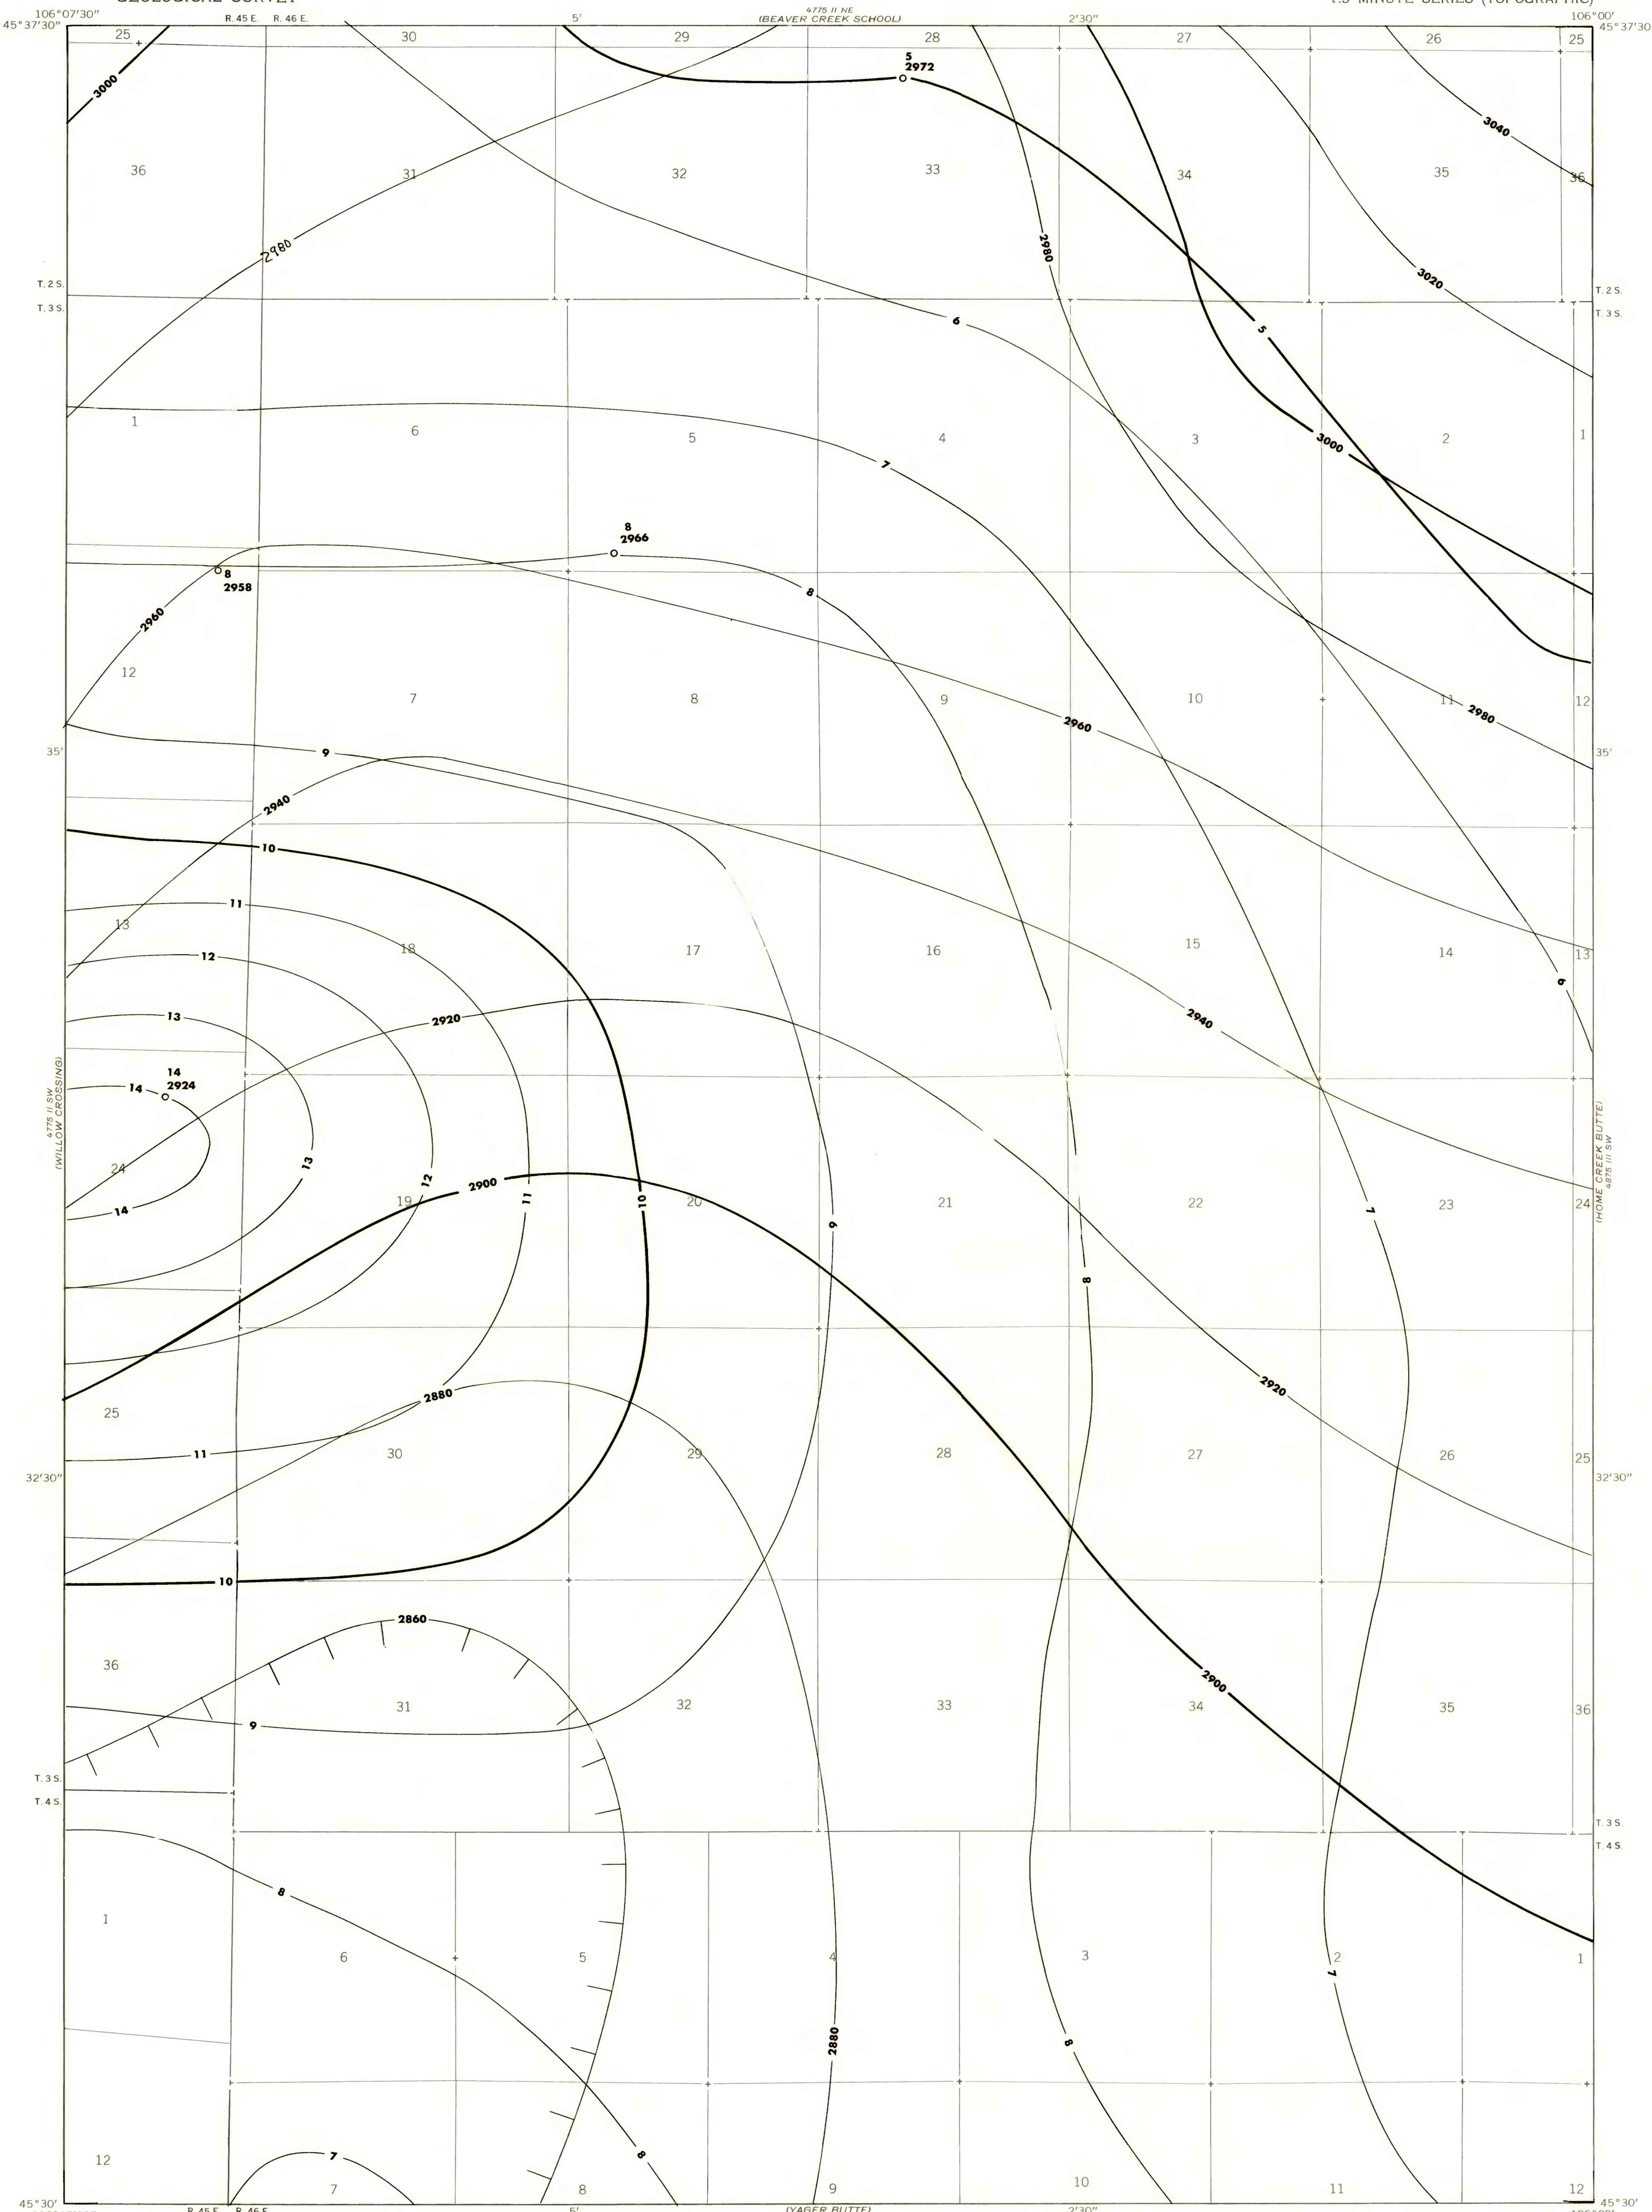 GEOLOGICAL SURVEY
7.5 MINUTE SERIES (TOPOGRAPHIC)
106°07'30" R. 45 E. R. 46 E. 5' 4775 II NE 2'30" 106°00'
(BEAVER CREEK SCHOOL)
45°37'30" 45°37'30"
25 30 29 28 27 26 25
5
2972
3000
3040
36 31 32 33 34 35 36
2980
2980
3020
T. 2 S. T. 2 S.
T. 3 S. T. 3 S.
6
5
1 6 5 4 3 2 1
3000
7
8
2966
8
2958
8
2960
12 7 8 9 10 11 12
2960
2980
35' 35'
9
2940
10
11
13 18 17 16 15 14 13
12
6
13
2920
2940
14
2924
14
4775 II SW
(WILLOW CROSSING)
(HOME CREEK BUTTE)
4875 III SW
24 19 20 21 22 23 24
13
12
2900
11
10
14
9
7
8
2880
2920
25 30 29 28 27 26 25
11
32'30" 32'30"
10
2860
36 31 32 33 34 35 36
2900
9
T. 3 S. T. 3 S.
T. 4 S. T. 4 S.
8
1 6 5 4 3 2 1
7
2880
8
8
7
12 7 8 9 10 11 12
45°30' 45°30'
R. 45 E. R. 46 E. 5' (YAGER BUTTE) 2'30"